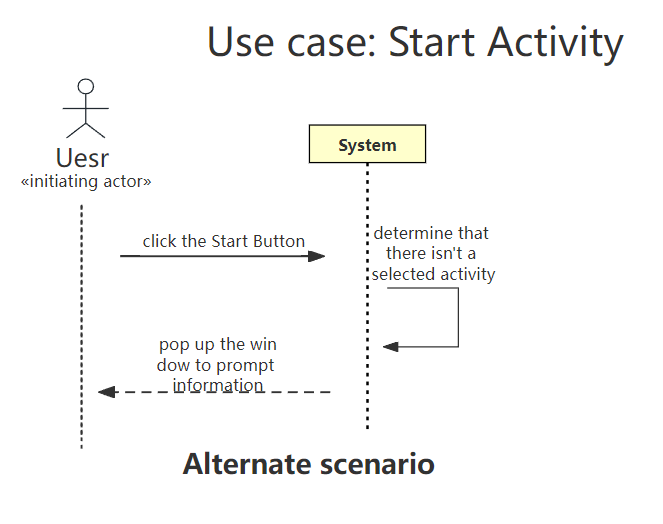 Use case: Start Activity
Uesr
«initiating actor»
System
click the Start Button
determine that
there isn't a
selected activity
pop up the win
dow to prompt
information
Alternate scenario